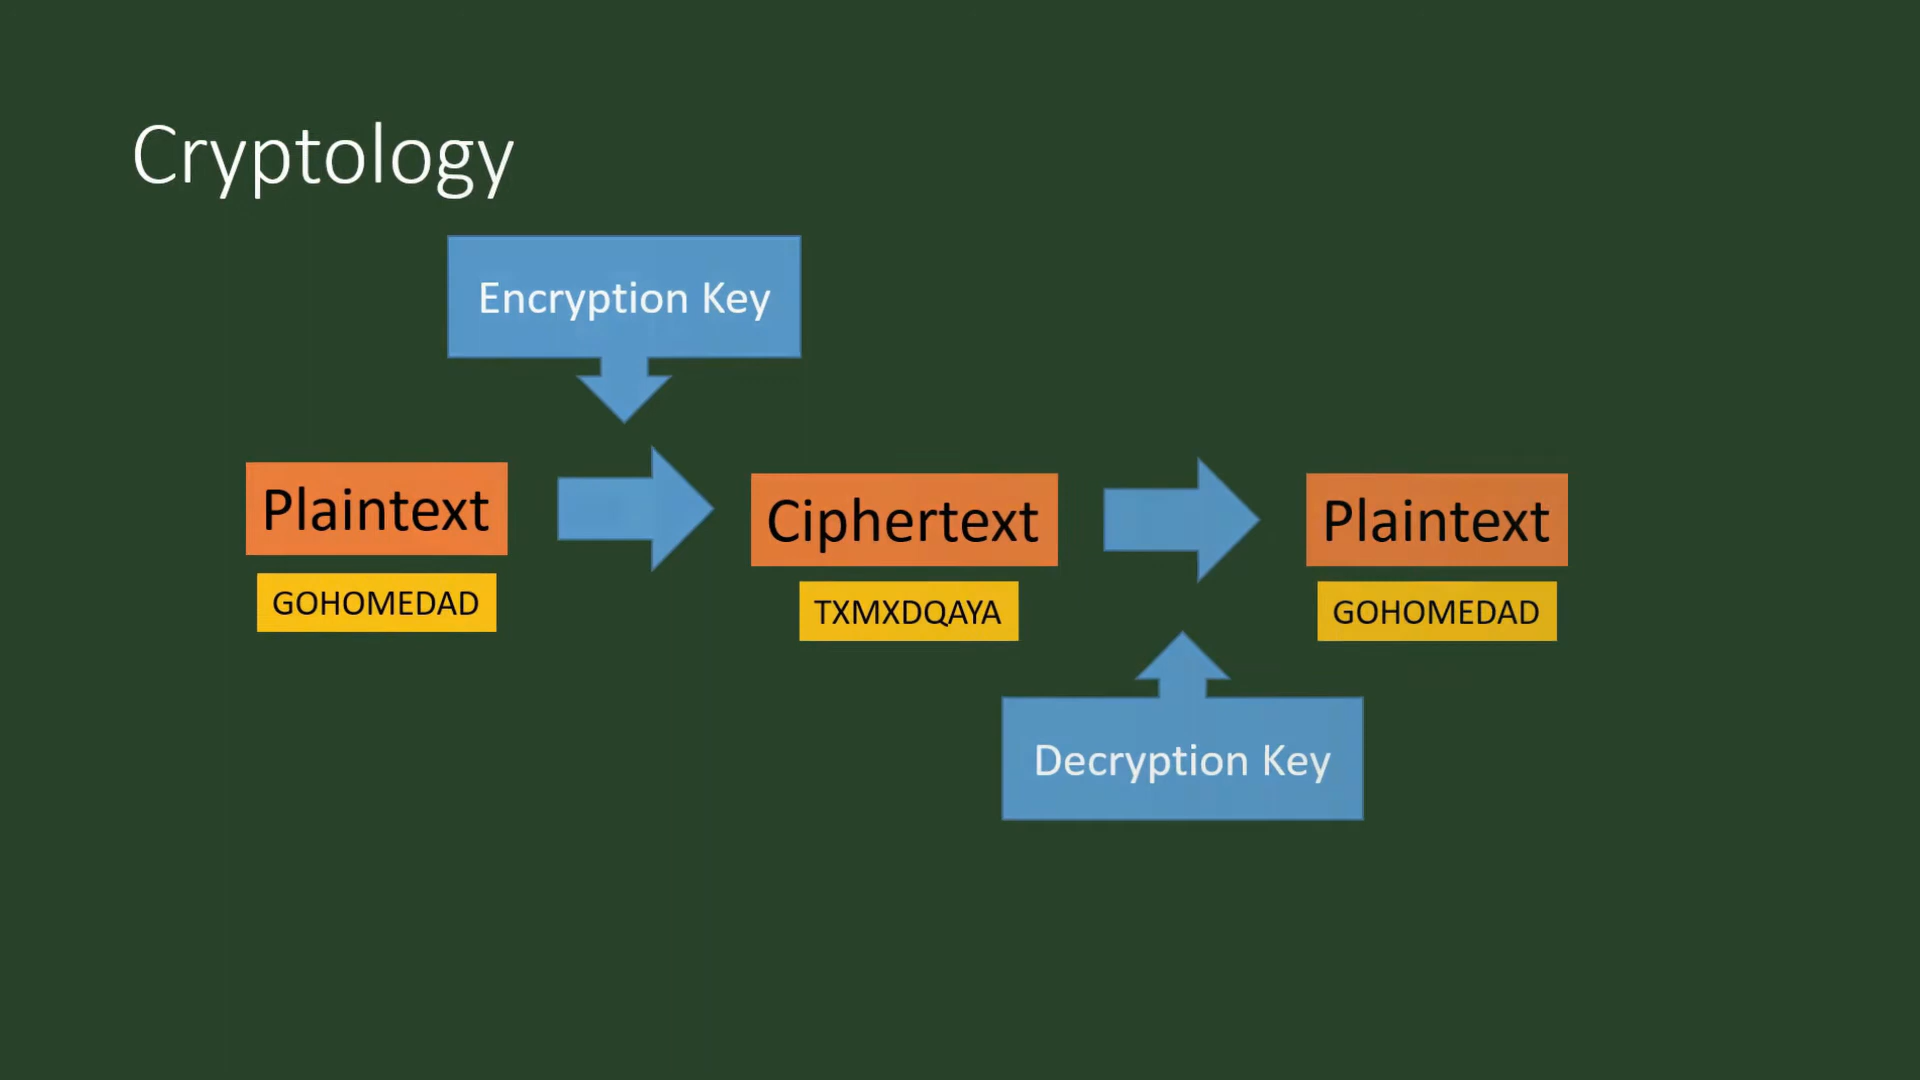 Cryptology
Encryption Key
Plaintext
Ciphertext
Plaintext
GOHOMEDAD
TXMXDQAYA
GOHOMEDAD
Decryption Key